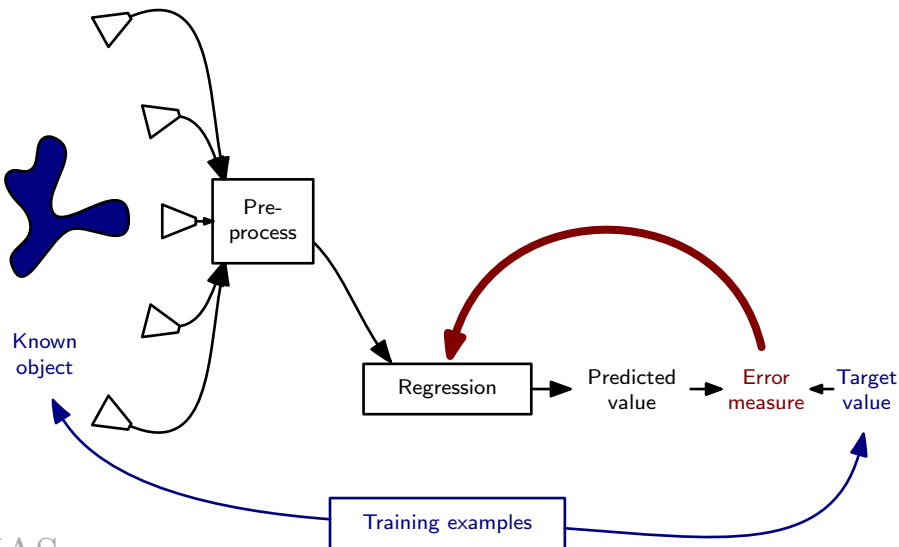 Pre-
process
Known
object
Regression
Predicted
value
Error
measure
Target
value
Training examples